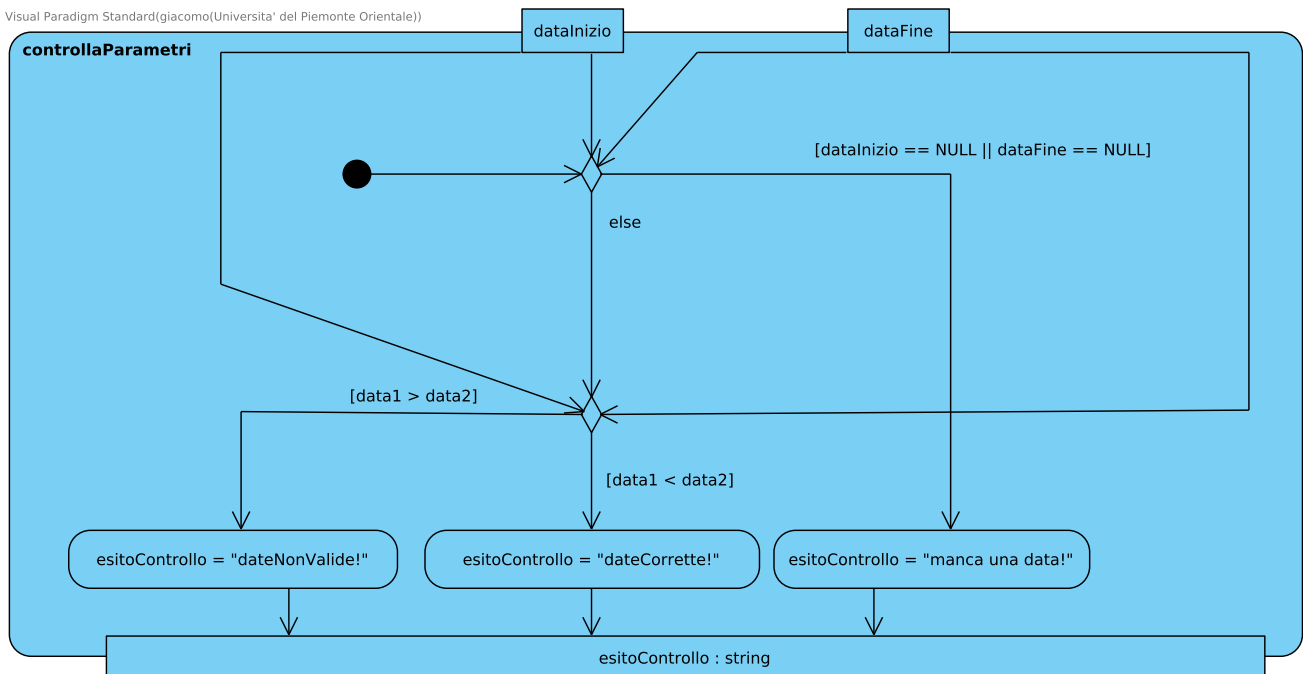 Visual Paradigm Standard(giacomo(Universita' del Piemonte Orientale))
dataInizio
dataFine
controllaParametri
[dataInizio == NULL || dataFine == NULL]
else
[data1 > data2]
[data1 < data2]
esitoControllo = "dateNonValide!"
esitoControllo = "dateCorrette!"
esitoControllo = "manca una data!"
esitoControllo : string